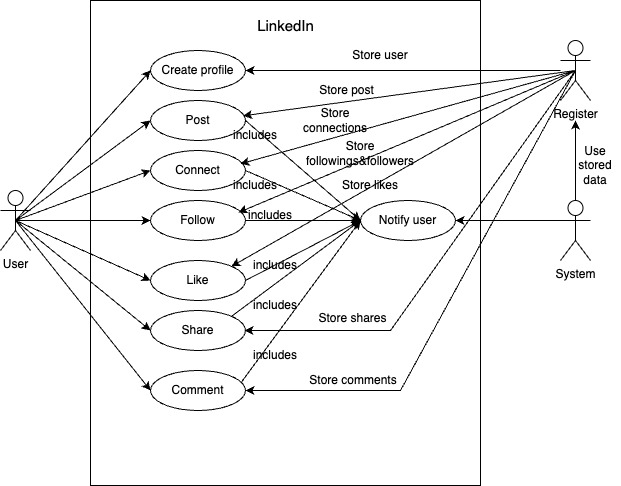 LinkedIn
Create profile
Store user
Store post
Post
Store
connections
includes
Register
Store
followings&followers
Connect
Use
stored
data
includes
Store likes
Follow
includes
Notify user
User
System
includes
Like
includes
Store shares
Share
includes
Store comments
Comment